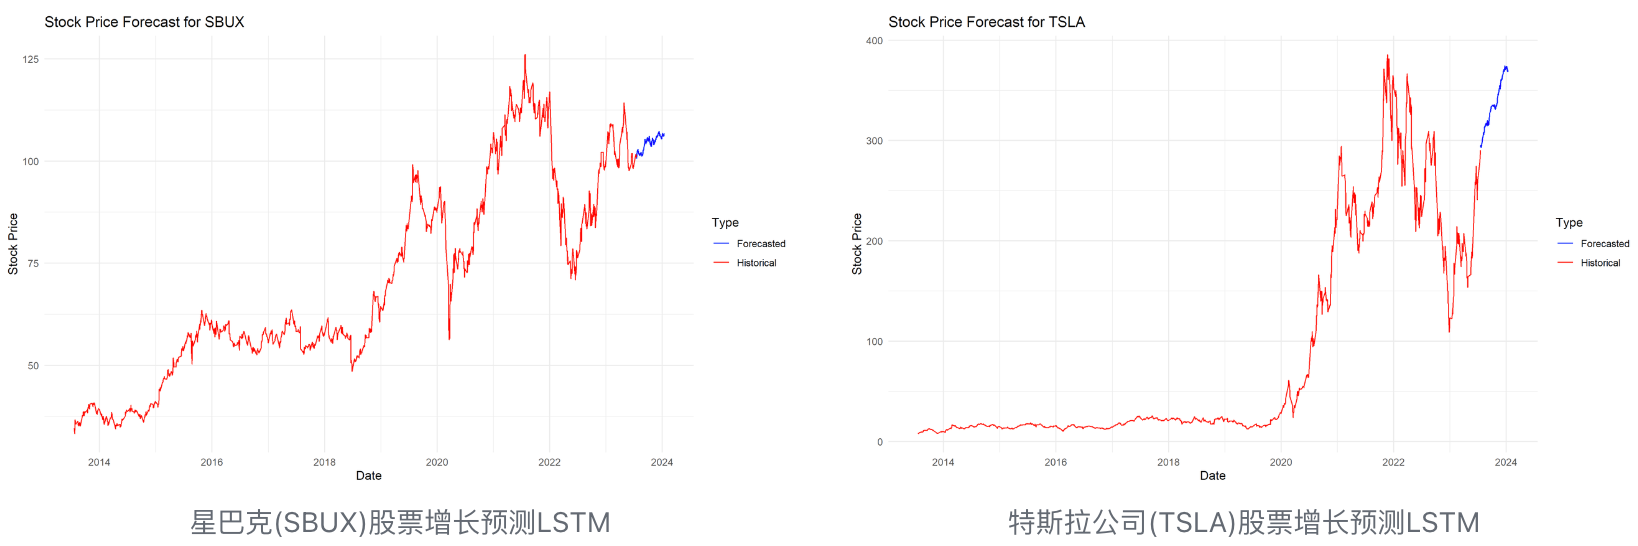 Stock Price Forecast for SBUX
125
100
75
50
Stock Price
2014
2016
2018
2020
2022
2024
Date
Type
Forecasted
Historical
星巴克(SBUX)股票增长预测LSTM
Stock Price Forecast for TSLA
400
300
200
100
0
Stock Price
2014
2016
2018
2020
2022
2024
Date
Type
Forecasted
Historical
特斯拉公司(TSLA)股票增长预测LSTM